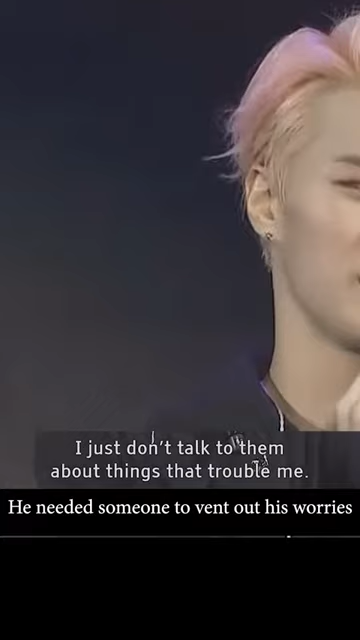 I just don't talk to them
about things that trouble me.
He needed someone to vent out his worries